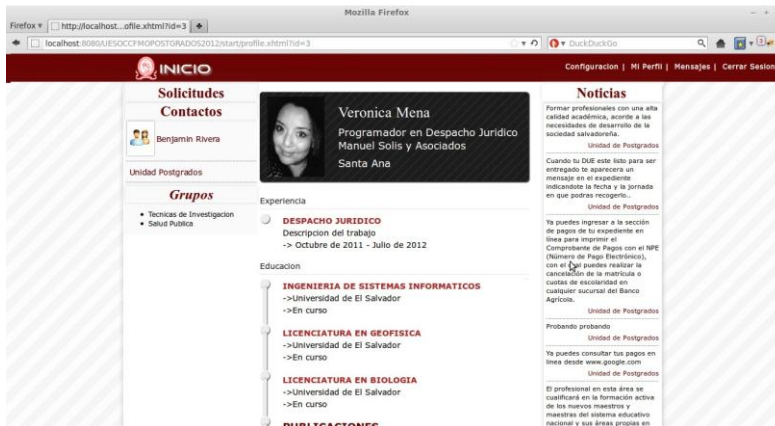 Mozilla Firefox
Firefox
http://localhost...ofile.xhtml?id=3
localhost:8080/UESOCCFMOPOSTGRADOS2012/start/profile.xhtml?id=3
DuckDuckGo
INICIO
Configuracion | Mi Perfil | Mensajes | Cerrar Sesion
Solicitudes
Contactos
Benjamin Rivera
Unidad Postgrados
Grupos
Tecnicas de Investigacion
Salud Publica
Veronica Mena
Programador en Despacho Juridico
Manuel Solis y Asociados
Santa Ana
Experiencia
DESPACHO JURIDICO
Descripcion del trabajo
-> Octubre de 2011 - Julio de 2012
Educacion
INGENIERIA DE SISTEMAS INFORMATICOS
->Universidad de El Salvador
->En curso
LICENCIATURA EN GEOFISICA
->Universidad de El Salvador
->En curso
LICENCIATURA EN BIOLOGIA
->Universidad de El Salvador
->En curso
PUBLICACIONES
Noticias
Formar profesionales con una alta
calidad académica, acorde a las
necesidades de desarrollo de la
sociedad salvadoreña.
Unidad de Postgrados
Cuando tu DUE este listo para ser
entregado te aparecera un
mensaje en el expediente
indicandote la fecha y la jornada
en que podras recogerlo..
Unidad de Postgrados
Ya puedes ingresar a la sección
de pagos de tu expediente en
línea para imprimir el
Comprobante de Pagos con el NPE
(Número de Pago Electrónico),
con el cual puedes realizar la
cancelación de la matrícula o
cuotas de escolaridad en
cualquier sucursal del Banco
Agrícola.
Unidad de Postgrados
Probando probando
Unidad de Postgrados
Ya puedes consultar tus pagos en
linea desde www.google.com
Unidad de Postgrados
El profesional en esta área se
cualificará en la formación activa
de los nuevos maestros y
maestras del sistema educativo
nacional y sus áreas propias en